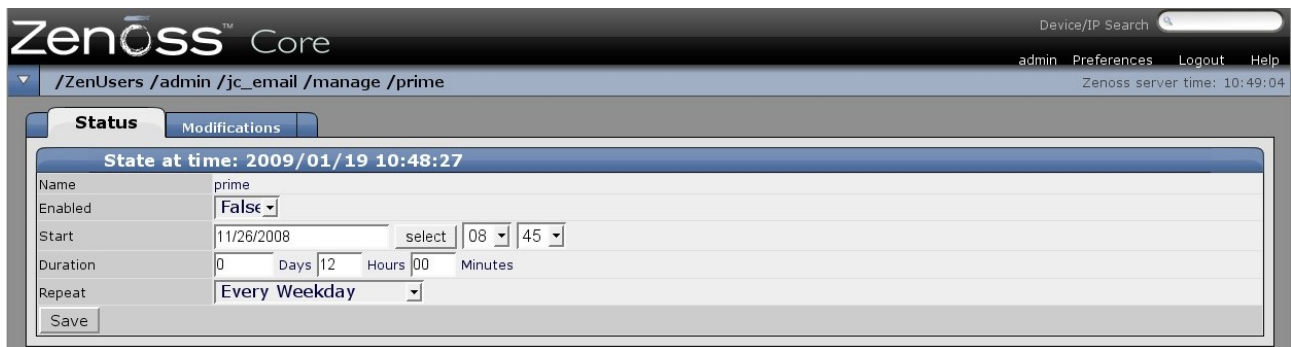 Zenoss™ Core
Device/IP Search
admin Preferences Logout Help
/ZenUsers /admin /jc_email /manage /prime
Zenoss server time: 10:49:04
Status Modifications
State at time: 2009/01/19 10:48:27
Name prime
Enabled False
Start 11/26/2008 select 08 45
Duration 0 Days 12 Hours 00 Minutes
Repeat Every Weekday
Save